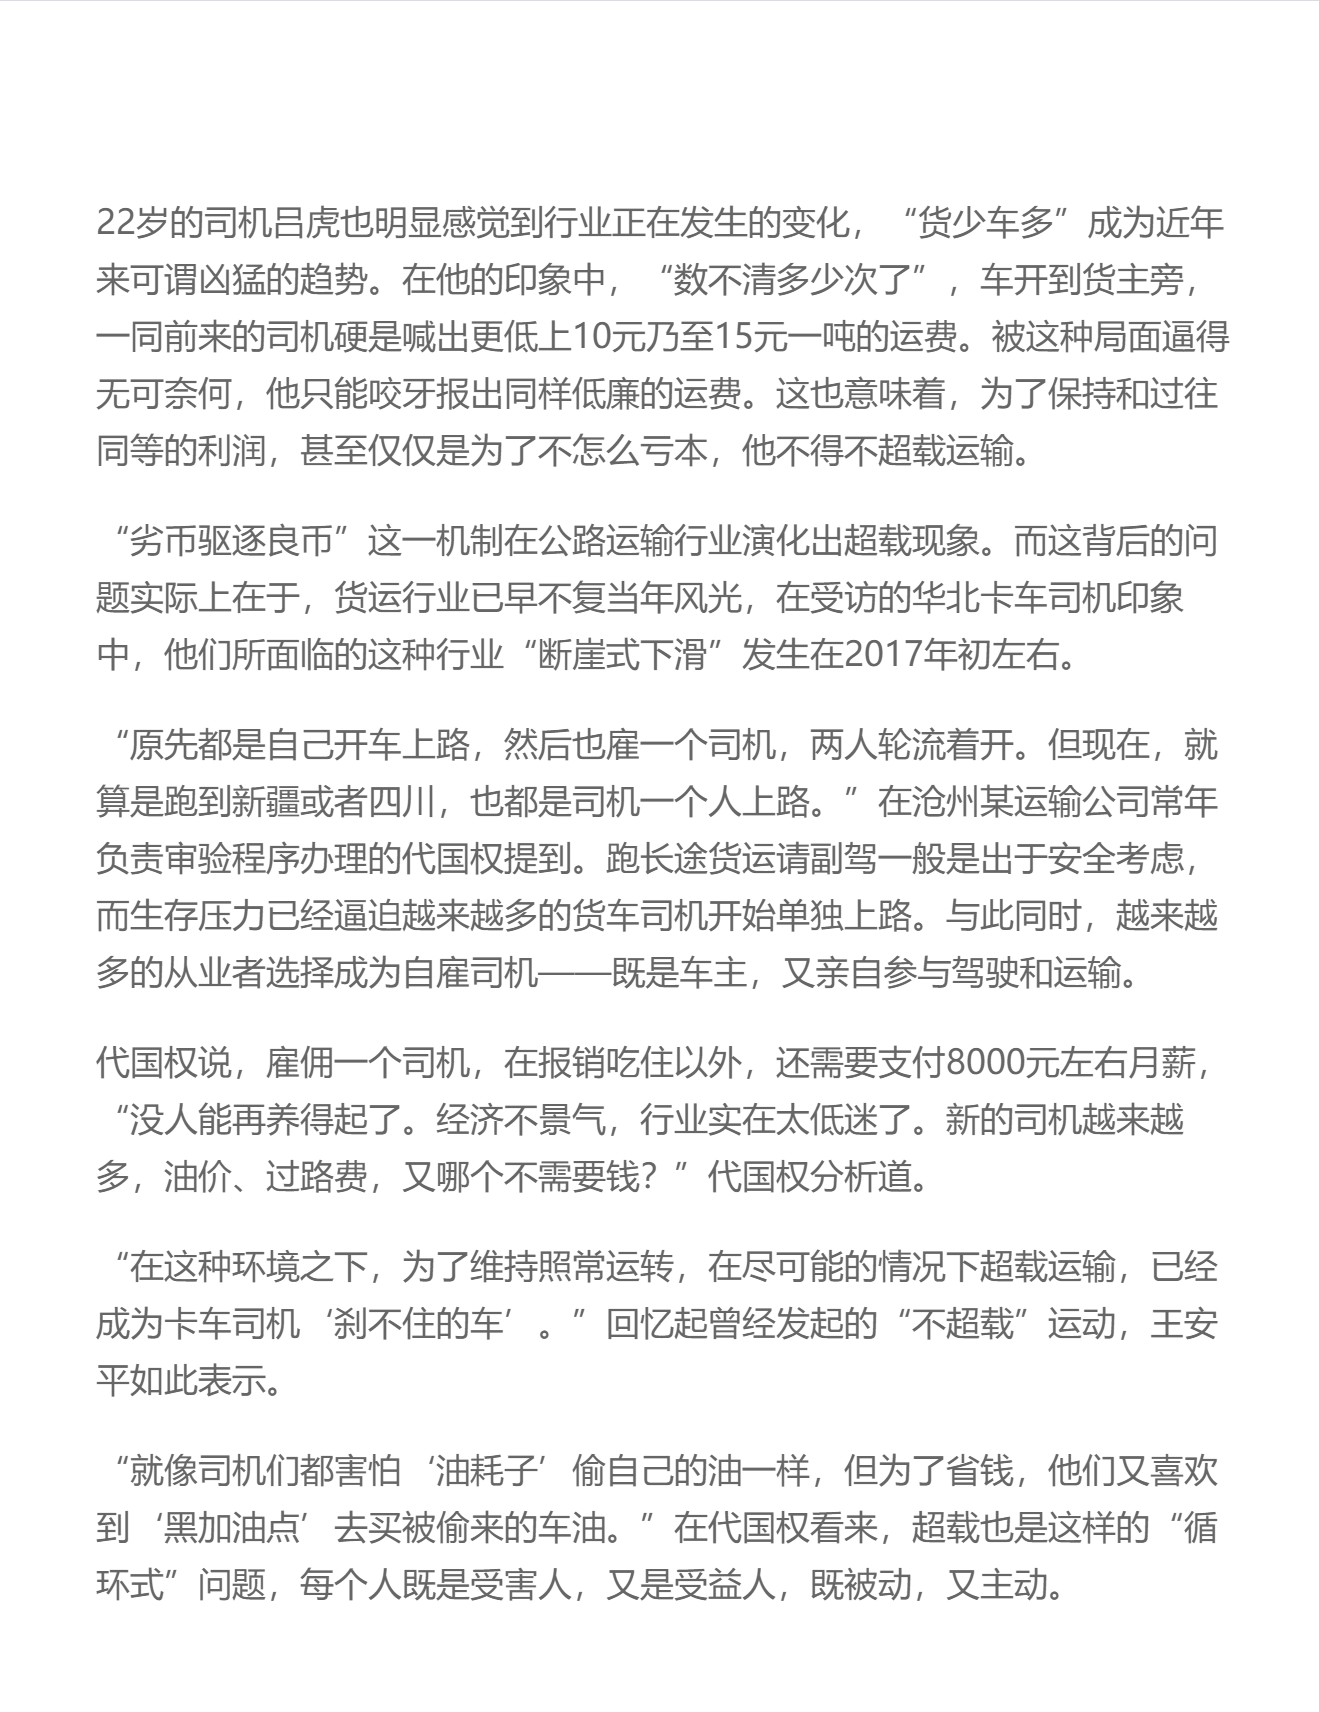 22岁的司机吕虎也明显感觉到行业正在发生的变化，“货少车多”成为近年
来可谓凶猛的趋势。在他的印象中，“数不清多少次了”，车开到货主旁，
一同前来的司机硬是喊出更低上10元乃至15元一吨的运费。被这种局面逼得
无可奈何，他只能咬牙报出同样低廉的运费。这也意味着，为了保持和过往
同等的利润，甚至仅仅是为了不怎么亏本，他不得不超载运输。
“劣币驱逐良币”这一机制在公路运输行业演化出超载现象。而这背后的问
题实际上在于，货运行业已早不复当年风光，在受访的华北卡车司机印象
中，他们所面临的这种行业“断崖式下滑”发生在2017年初左右。
“原先都是自己开车上路，然后也雇一个司机，两人轮流着开。但现在，就
算是跑到新疆或者四川，也都是司机一个人上路。”在沧州某运输公司常年
负责审验程序办理的代国权提到。跑长途货运请副驾一般是出于安全考虑，
而生存压力已经逼迫越来越多的货车司机开始单独上路。与此同时，越来越
多的从业者选择成为自雇司机——既是车主，又亲自参与驾驶和运输。
代国权说，雇佣一个司机，在报销吃住以外，还需要支付8000元左右月薪，
“没人能再养得起了。经济不景气，行业实在太低迷了。新的司机越来越
多，油价、过路费，又哪个不需要钱？”代国权分析道。
“在这种环境之下，为了维持照常运转，在尽可能的情况下超载运输，已经
成为卡车司机‘刹不住的车’。”回忆起曾经发起的“不超载”运动，王安
平如此表示。
“就像司机们都害怕‘油耗子’偷自己的油一样，但为了省钱，他们又喜欢
到‘黑加油点’去买被偷来的车油。”在代国权看来，超载也是这样的“循
环式”问题，每个人既是受害人，又是受益人，既被动，又主动。